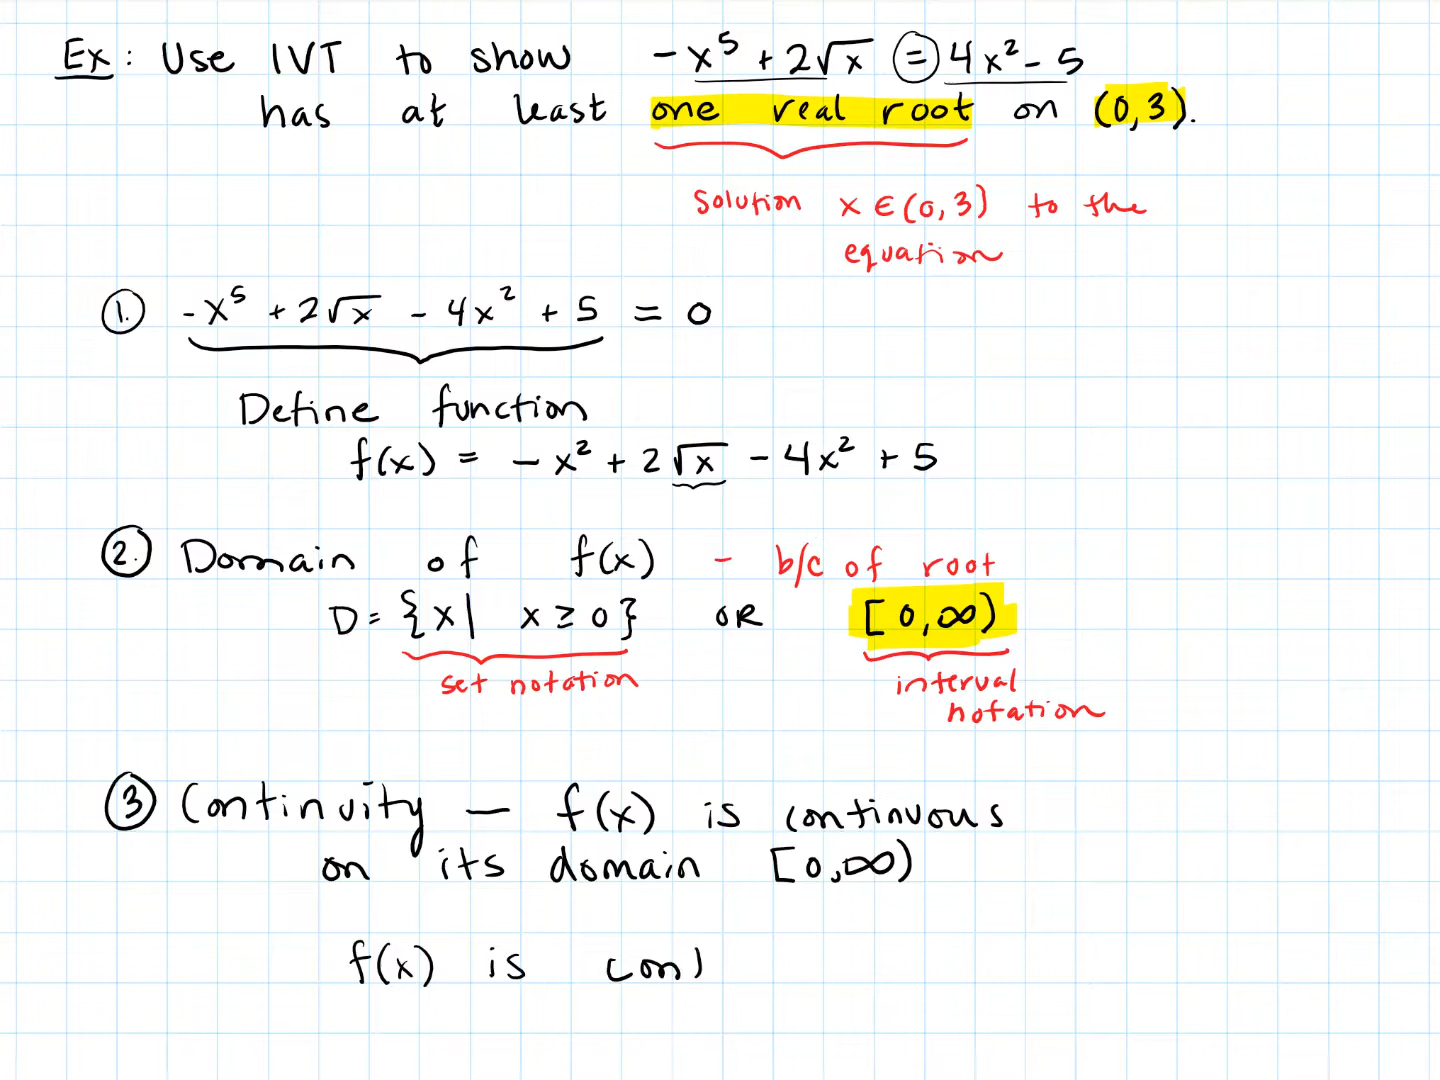 Ex: Use IVT to show -x⁵ + 2√x = 4x² - 5
has at least one real root on (0,3).
Solution x ∈ (0,3) to the
equation
1. -x⁵ + 2√x - 4x² + 5 = 0
Define function
f(x) = -x² + 2√x - 4x² + 5
2. Domain of f(x) - b/c of root
D = {x| x ≥ 0} OR [0,∞)
set notation interval
notation
3 Continuity — f(x) is continuous
on its domain [0,∞)
f(x) is con